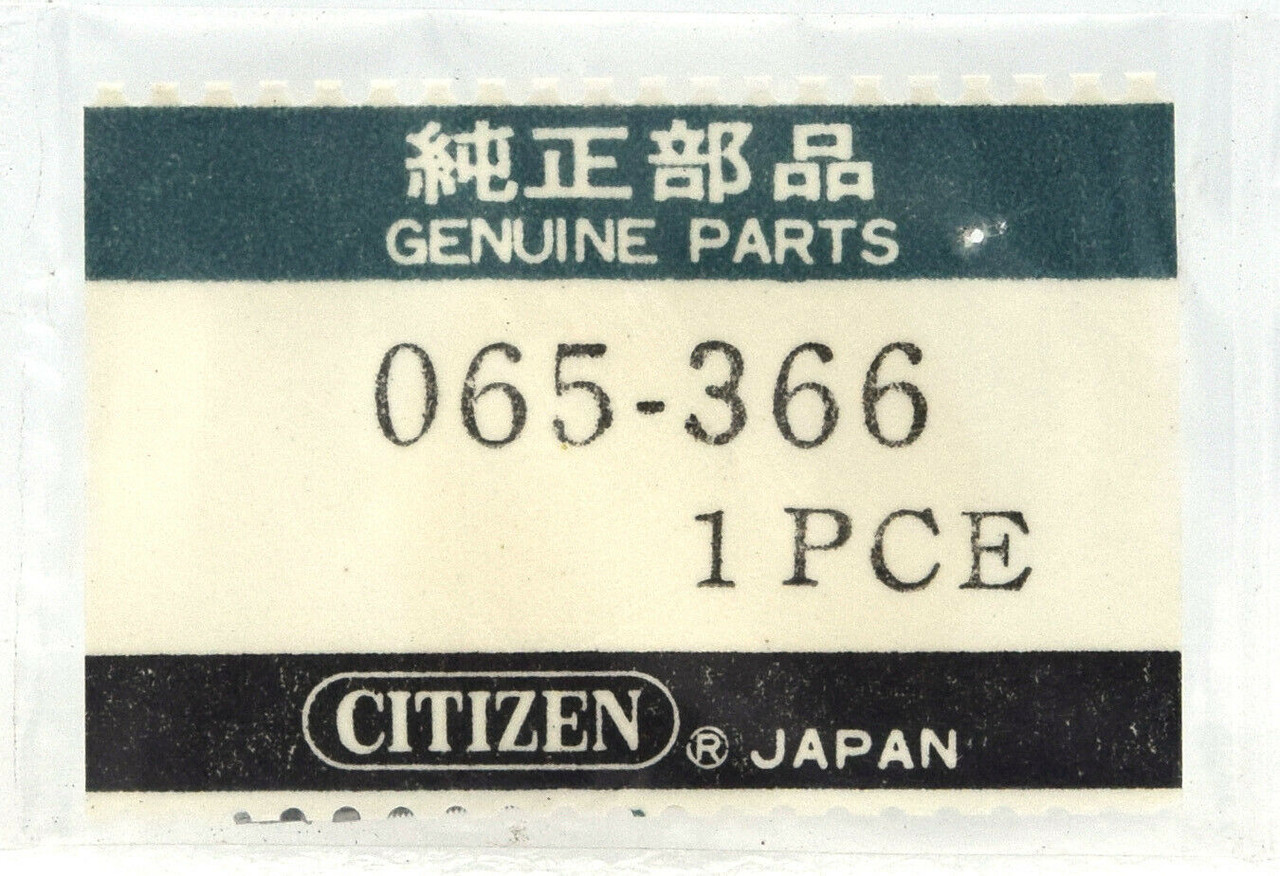 純正部品
GENUINE PARTS
065-366
1 PCE
CITIZEN ® JAPAN